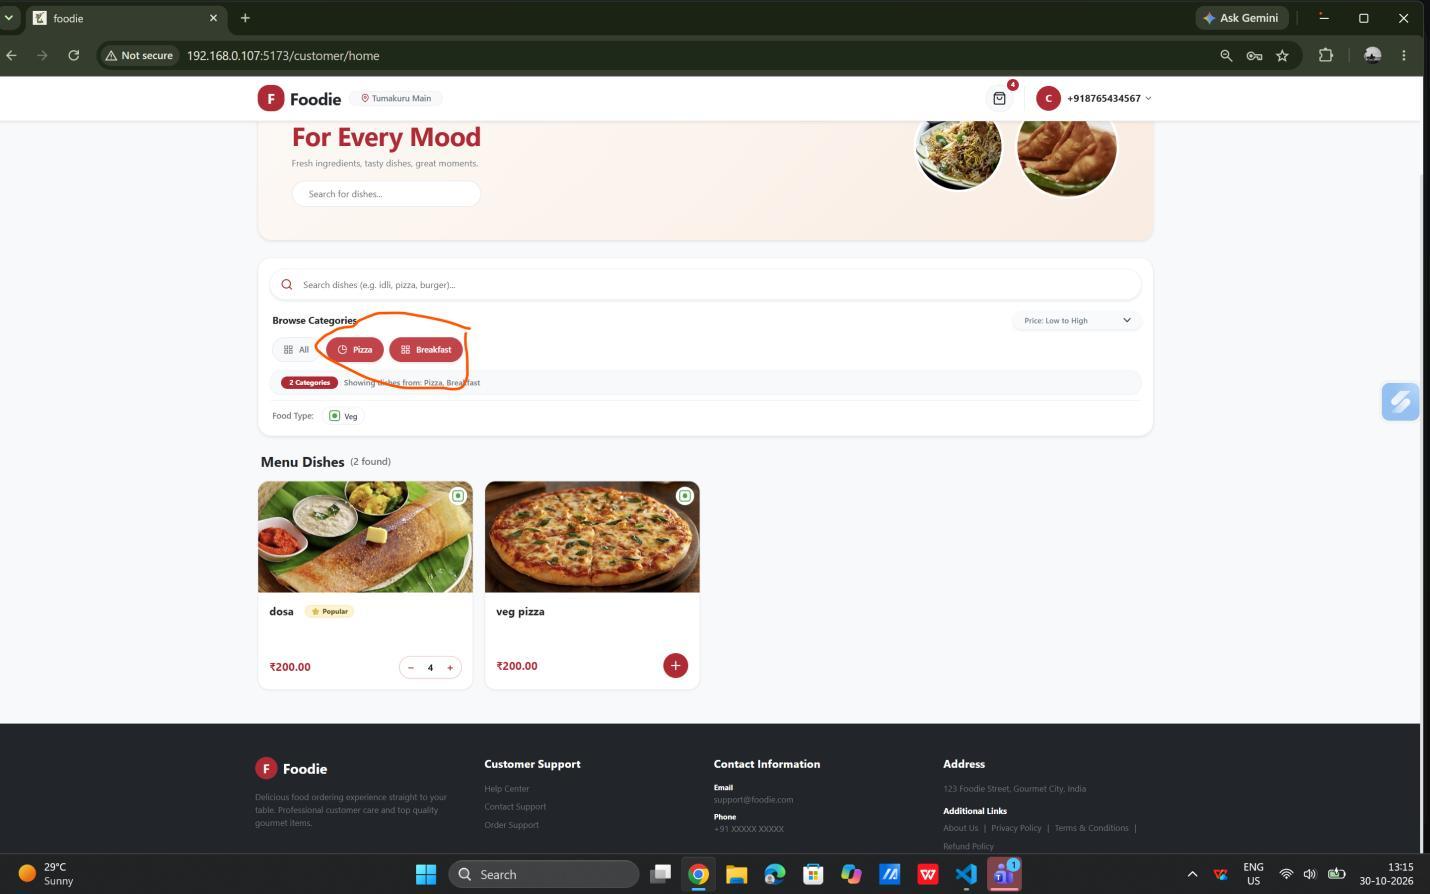 foodie
Ask Gemini
Not secure 192.168.0.107:5173/customer/home
F Foodie Tumakuru Main 4 C +918765434567
For Every Mood
Fresh ingredients, tasty dishes, great moments.
Search for dishes...
Search dishes (e.g. idli, pizza, burger)...
Browse Categories Price: Low to High
All Pizza Breakfast
2 Categories Showing dishes from: Pizza, Breakfast
Food Type: Veg
Menu Dishes (2 found)
dosa Popular
veg pizza
₹200.00 − 4 +
₹200.00 +
F Foodie
Delicious food ordering experience straight to your
table. Professional customer care and top quality
gourmet items.
Customer Support
Help Center
Contact Support
Order Support
Contact Information
Email
support@foodie.com
Phone
+91 XXXXX XXXXX
Address
123 Foodie Street, Gourmet City, India
Additional Links
About Us | Privacy Policy | Terms & Conditions |
Refund Policy
29°C
Sunny
Search
1
ENG
US
13:15
30-10-2026